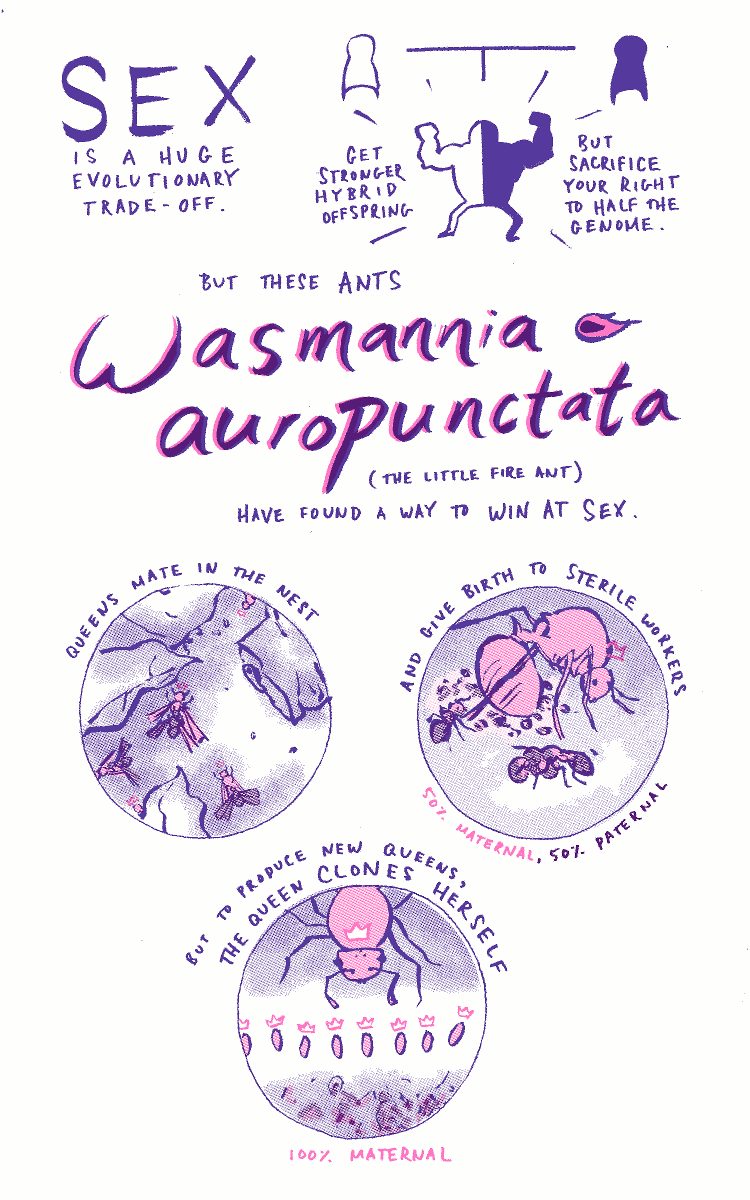 SEX
IS A HUGE
EVOLUTIONARY
TRADE-OFF.
GET
STRONGER
HYBRID
OFFSPRING
BUT
SACRIFICE
YOUR RIGHT
TO HALF THE
GENOME.
BUT THESE ANTS
Wasmannia
auropunctata
(THE LITTLE FIRE ANT)
HAVE FOUND A WAY TO WIN AT SEX.
QUEENS MATE IN THE NEST
AND GIVE BIRTH TO STERILE WORKERS
50% MATERNAL, 50% PATERNAL
BUT TO PRODUCE NEW QUEENS,
THE QUEEN CLONES HERSELF
100% MATERNAL